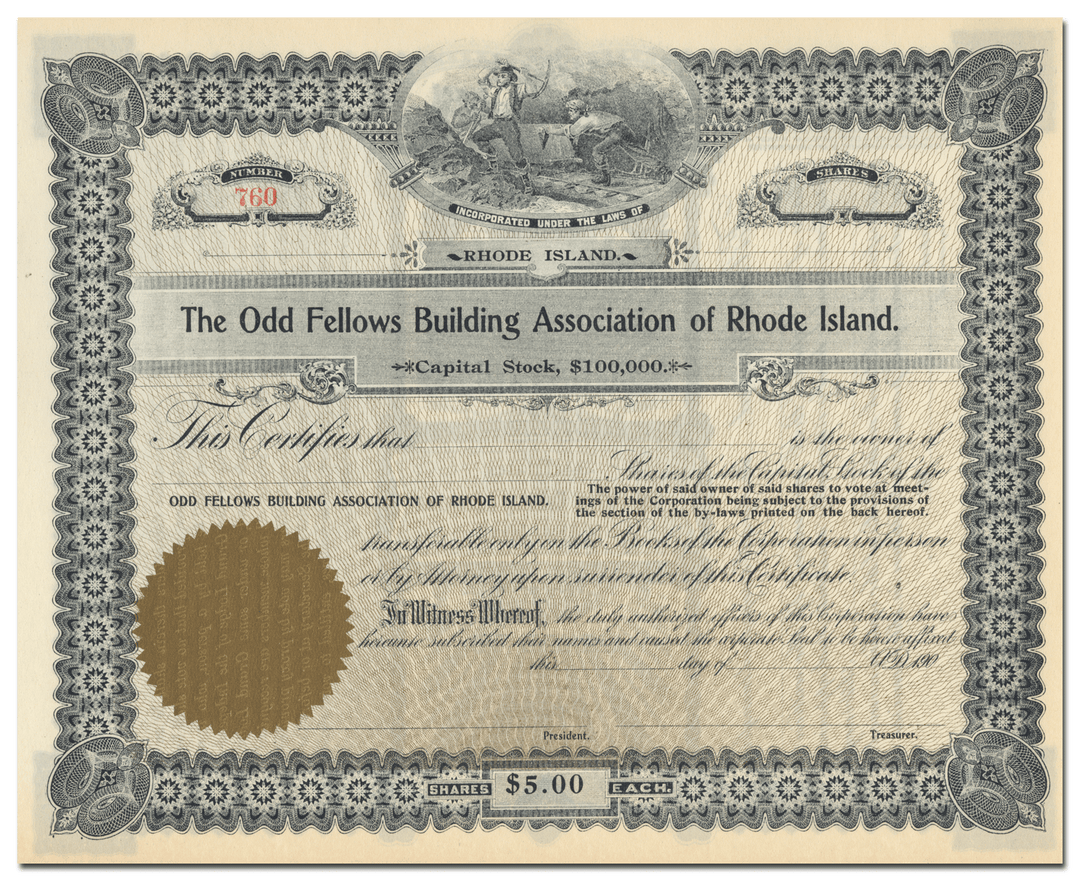 NUMBER
760
SHARES
INCORPORATED UNDER THE LAWS OF
RHODE ISLAND.
The Odd Fellows Building Association of Rhode Island.
Capital Stock, $100,000.
This Certifies that is the owner of
Shares of the Capital Stock of the
ODD FELLOWS BUILDING ASSOCIATION OF RHODE ISLAND.
The power of said owner of said shares to vote at meet-
ings of the Corporation being subject to the provisions of
the section of the by-laws printed on the back hereof.
transferable only on the Books of the Corporation in person
or by Attorney upon surrender of this Certificate.
In Witness Whereof, the duly authorized officers of this Corporation have
hereunto subscribed their names and caused the corporate Seal to be hereto affixed
this day of A.D. 190
President. Treasurer.
SHARES $5.00 EACH.